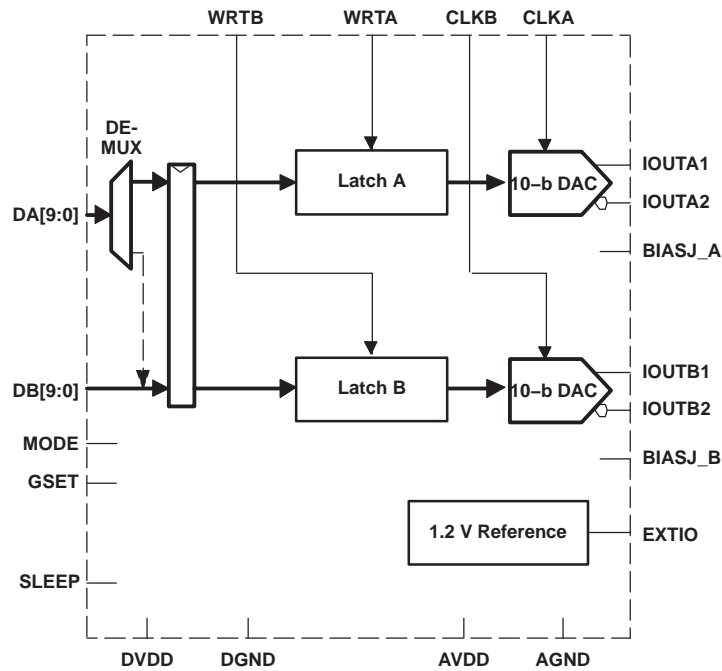 WRTB WRTA CLKB CLKA
DE-
MUX
IOUTA1
Latch A
10–b DAC
IOUTA2
DA[9:0]
BIASJ_A
IOUTB1
DB[9:0]
Latch B
10–b DAC
IOUTB2
MODE
BIASJ_B
GSET
1.2 V Reference
EXTIO
SLEEP
DVDD DGND AVDD AGND